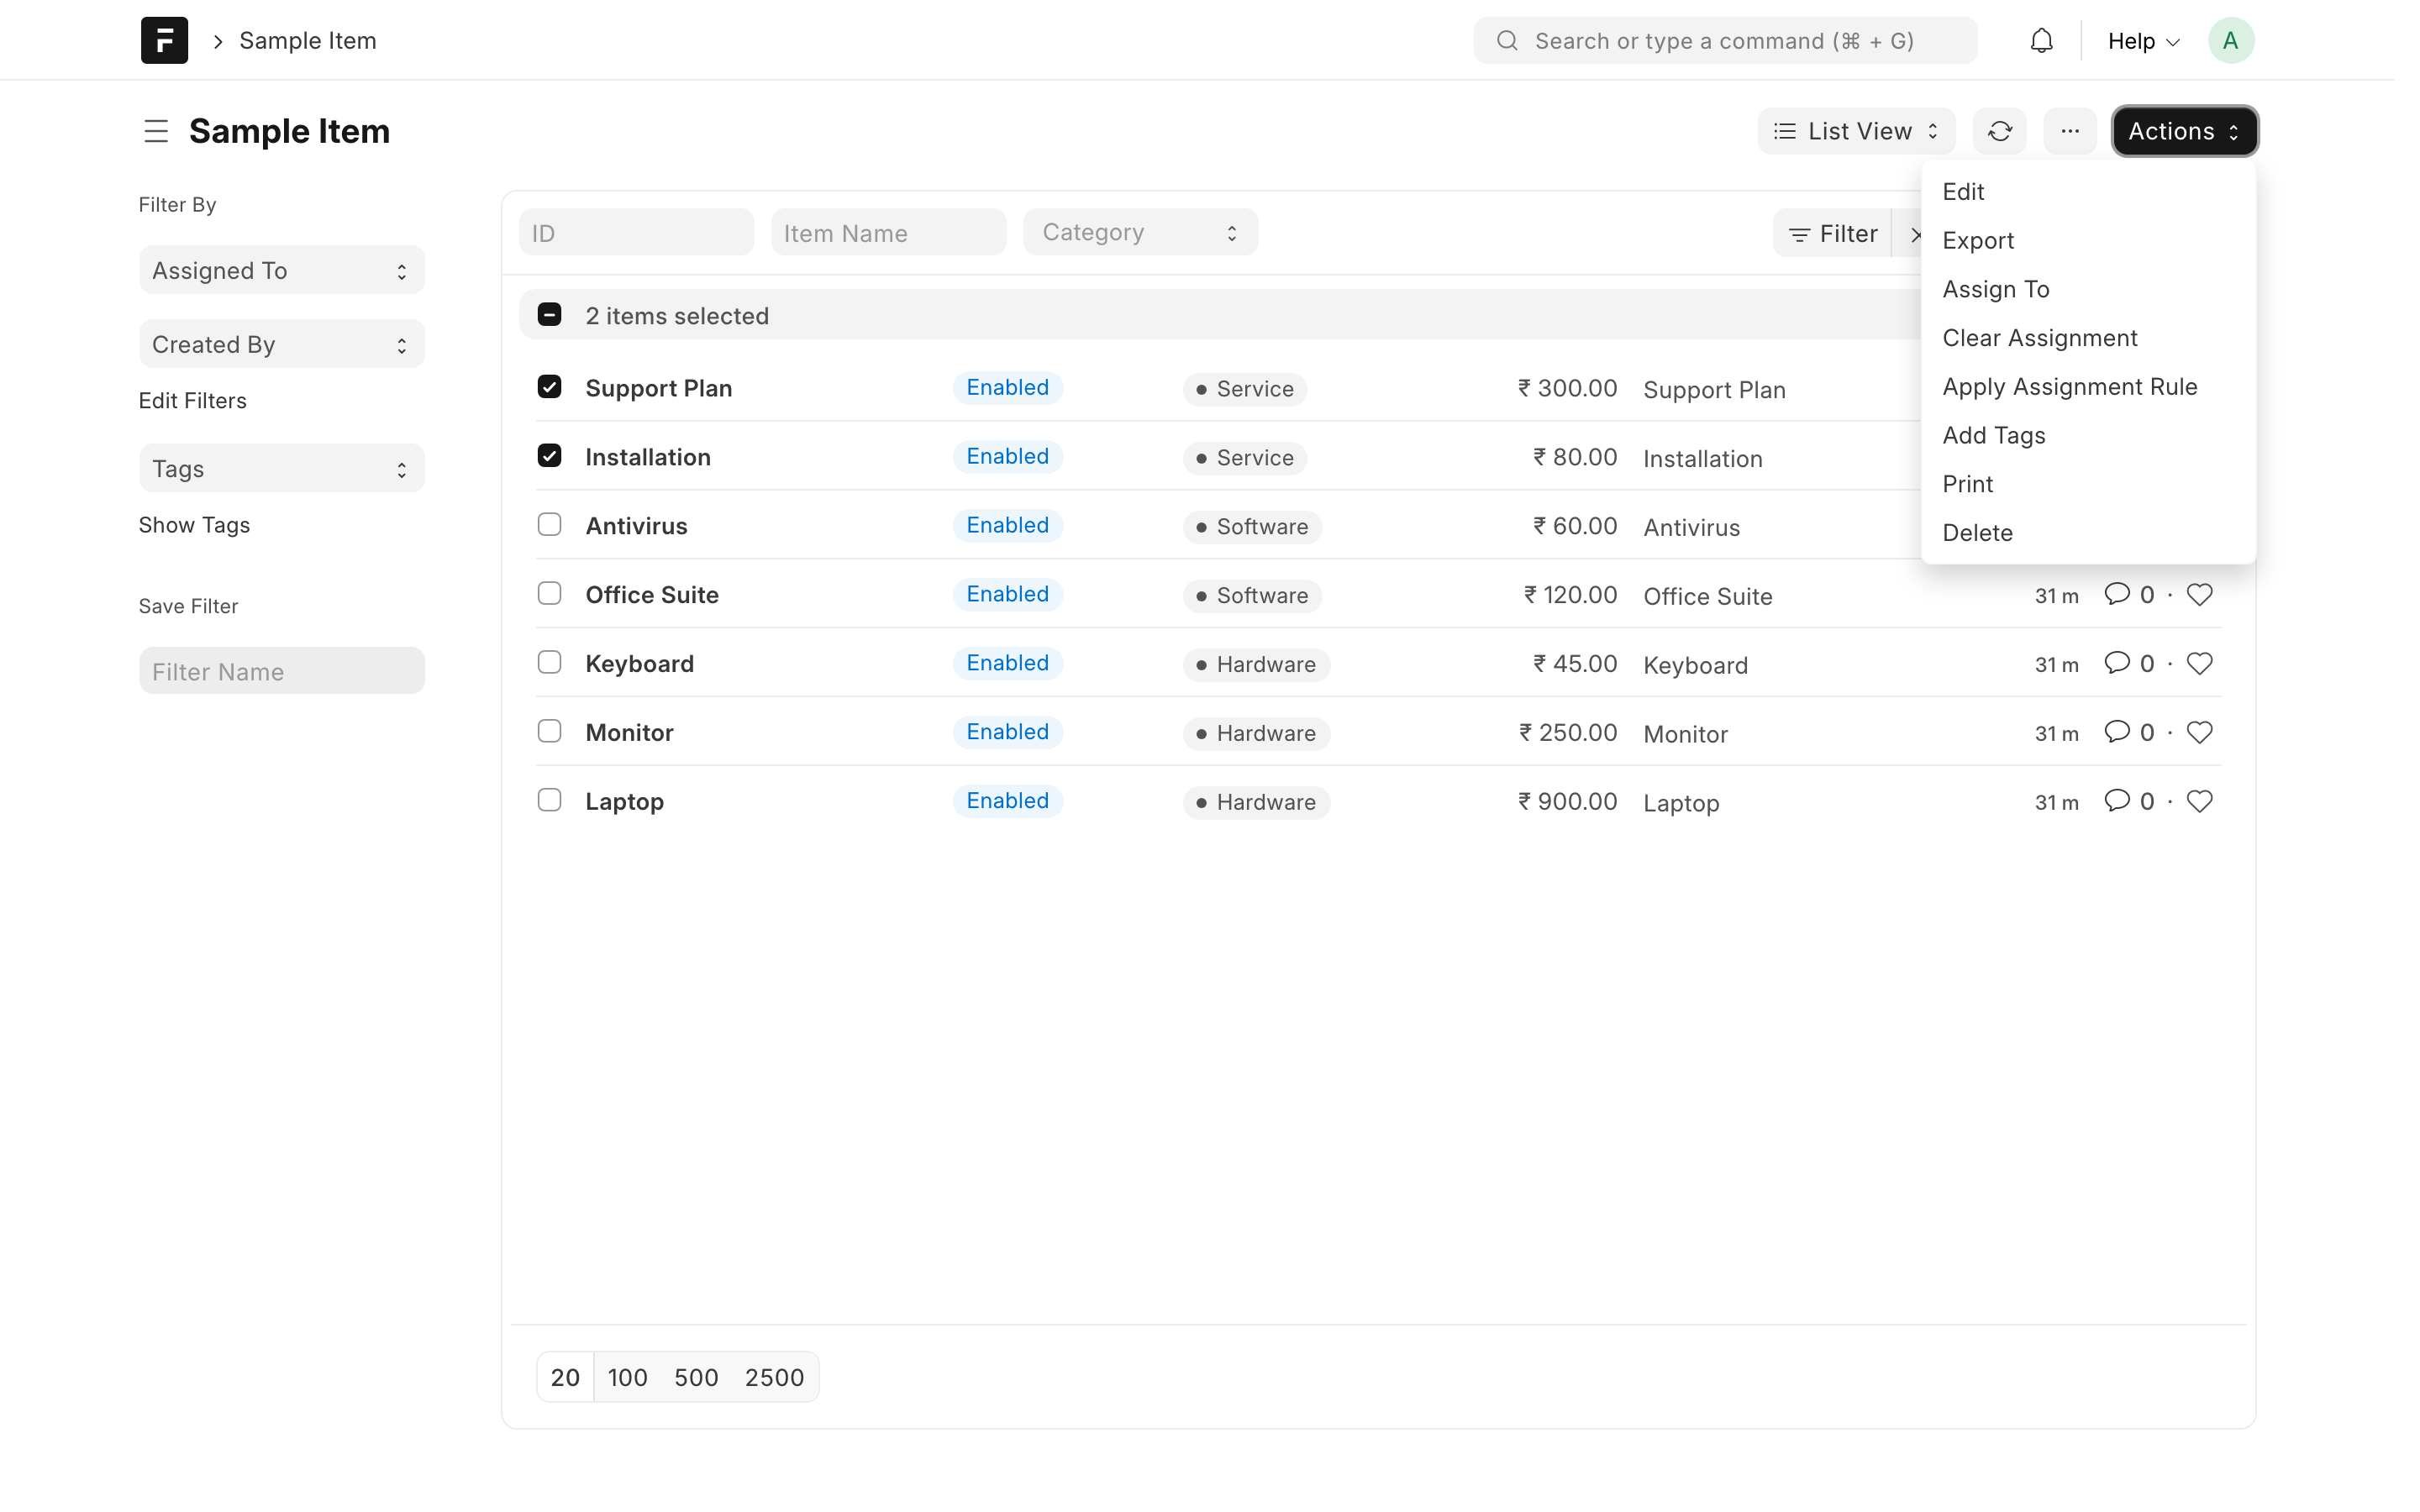 Sample Item
Search or type a command (⌘ + G)
Help
A
Sample Item
List View
Actions
Filter By
Assigned To
Created By
Edit Filters
Tags
Show Tags
Save Filter
Filter Name
ID
Item Name
Category
Filter
Edit
Export
Assign To
Clear Assignment
Apply Assignment Rule
Add Tags
Print
Delete
2 items selected
Support Plan Enabled Service ₹ 300.00 Support Plan
Installation Enabled Service ₹ 80.00 Installation
Antivirus Enabled Software ₹ 60.00 Antivirus
Office Suite Enabled Software ₹ 120.00 Office Suite 31 m 0
Keyboard Enabled Hardware ₹ 45.00 Keyboard 31 m 0
Monitor Enabled Hardware ₹ 250.00 Monitor 31 m 0
Laptop Enabled Hardware ₹ 900.00 Laptop 31 m 0
20 100 500 2500